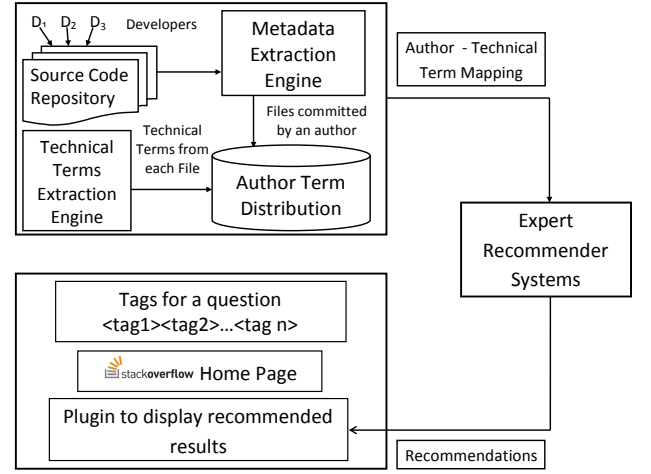 D₁ D₂ D₃ Developers
Source Code
Repository
Metadata
Extraction
Engine
Author - Technical
Term Mapping
Files committed
by an author
Technical
Terms from
each File
Technical
Terms
Extraction
Engine
Author Term
Distribution
Expert
Recommender
Systems
Tags for a question
<tag1><tag2>...<tag n>
stackoverflow Home Page
Plugin to display recommended
results
Recommendations